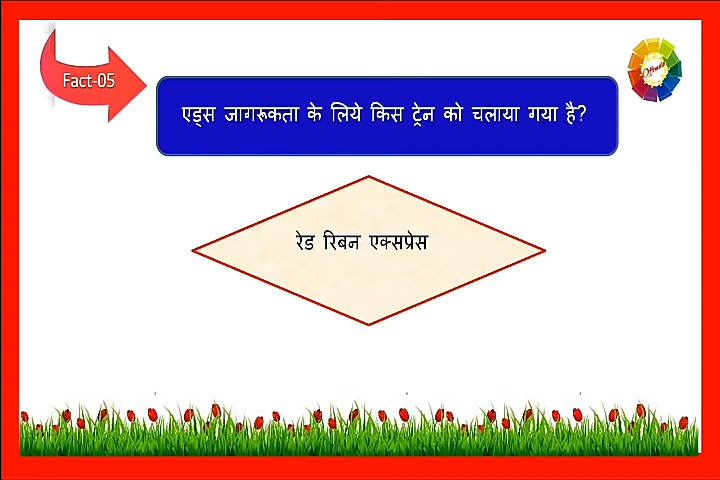 Fact-05
एड्स जागरूकता के लिये किस ट्रेन को चलाया गया है?
रेड रिबन एक्सप्रेस